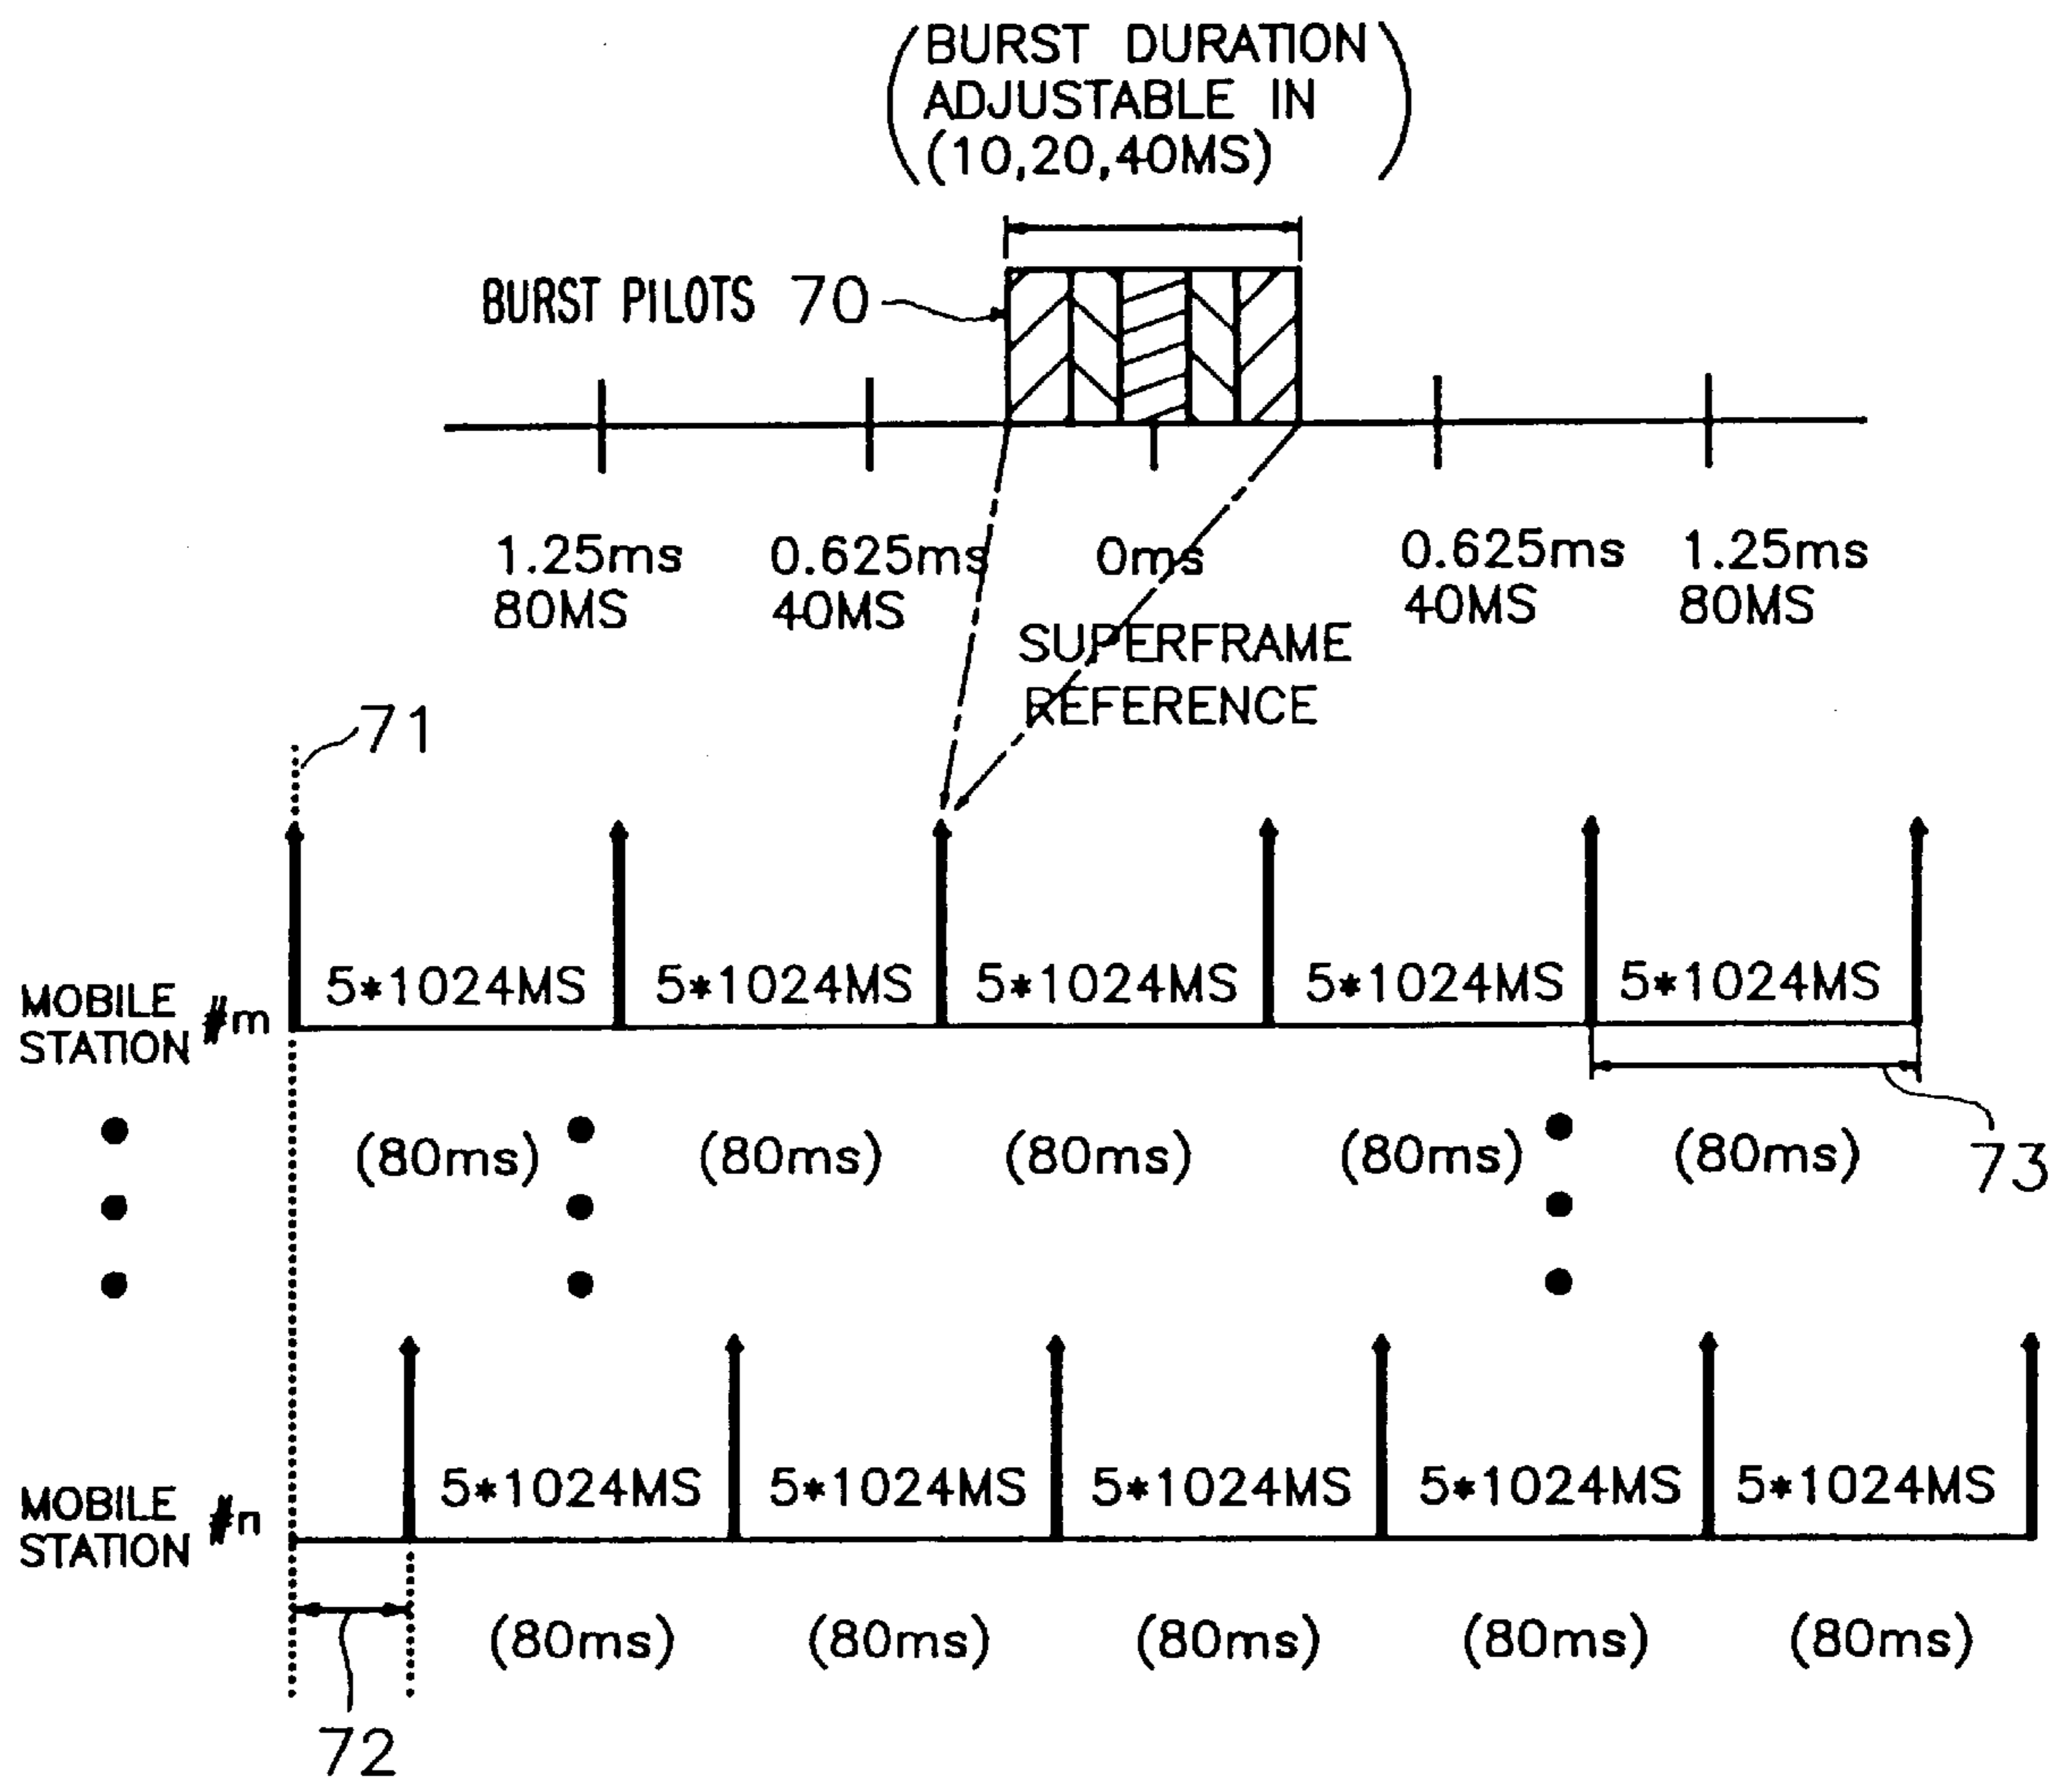 (BURST DURATION
ADJUSTABLE IN
(10,20,40MS))
BURST PILOTS 70
1.25ms 0.625ms 0ms 0.625ms 1.25ms
80MS 40MS 40MS 80MS
SUPERFRAME
REFERENCE
71
5*1024MS 5*1024MS 5*1024MS 5*1024MS 5*1024MS
MOBILE
STATION #m
(80ms) (80ms) (80ms) (80ms) (80ms)
73
5*1024MS 5*1024MS 5*1024MS 5*1024MS 5*1024MS
MOBILE
STATION #n
(80ms) (80ms) (80ms) (80ms) (80ms)
72